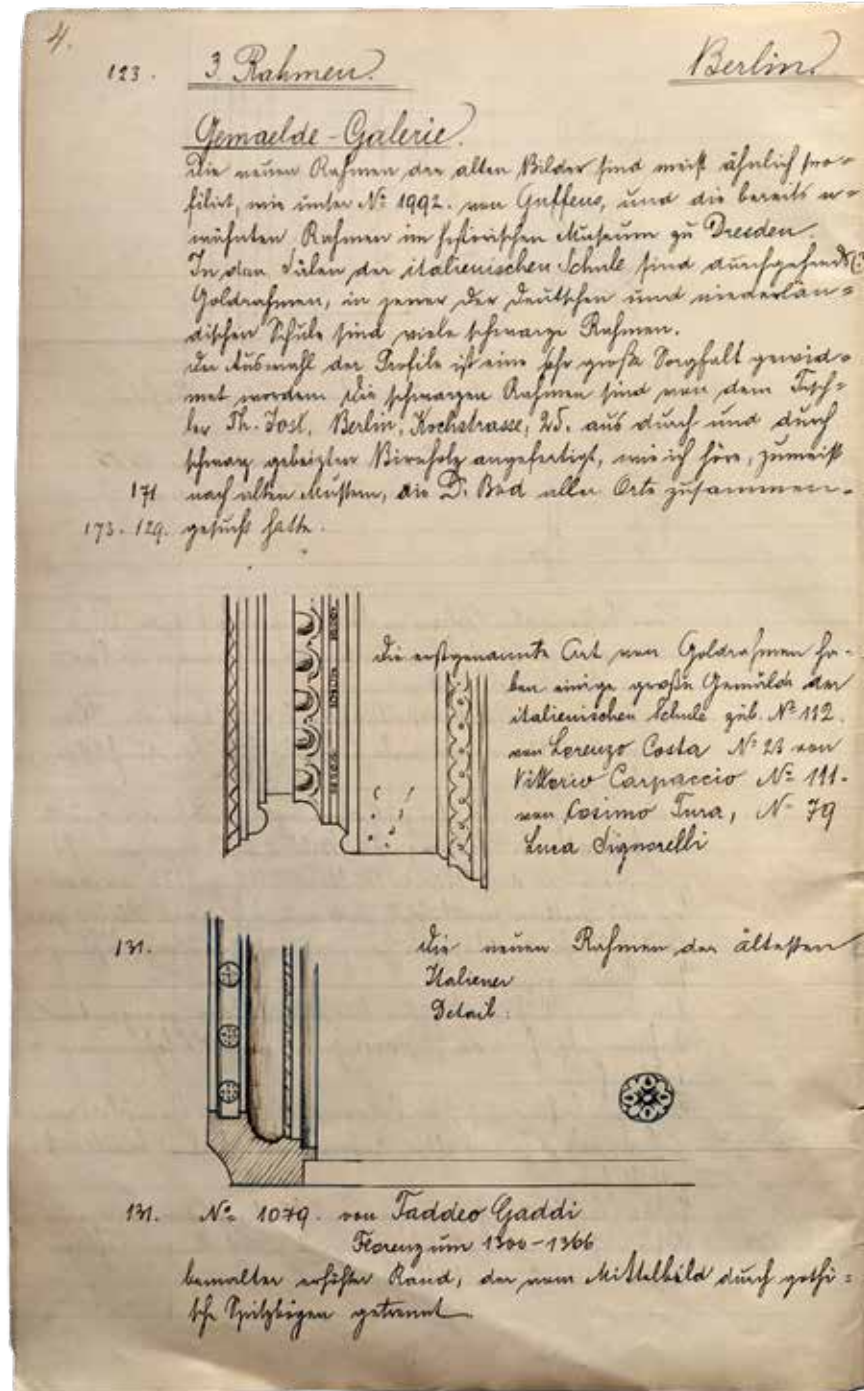 4.
123. 3 Rahmen. Berlin.
Gemaelde-Galerie.
Die neuen Rahmen der alten Bilder sind meist ähnlich pro=
filirt, wie unter No 1992. von Guffens, und die bereits er=
wähnten Rahmen im historischen Museum zu Dresden.
In den Sälen der italienischen Schule sind durchgehends (?
Goldrahmen, in jener der deutschen und niederlän=
dischen Schule sind viele schwarze Rahmen.
Der Auswahl der Profile ist eine sehr große Sorgfalt gewid=
met worden. Die schwarzen Rahmen sind von dem Tisch=
ler Th. Jost, Berlin, Kochstrasse, 25. aus durch und durch
schwarz gebeizten Birnholz angefertigt, wie ich höre, zumeist
171 nach alten Mustern, die D. Bod aller Orts zusammen=
173.129. gesucht hatte.
Die erstgenannte Art von Goldrahmen ha=
ben einige große Gemälde der
italienischen Schule z.b. No 112.
von Lorenzo Costa No 23 von
Vittorio Carpaccio No 111.
von Cosimo Tura, No 79
Luca Signorelli
131. Die neuen Rahmen der ältesten
Italiener
Detail:
131. No 1079. von Taddeo Gaddi
Florenz um 1300-1366
bemalter erhöhter Rand, der vom Mittelbild durch gothi=
sche Spitzbögen getrennt